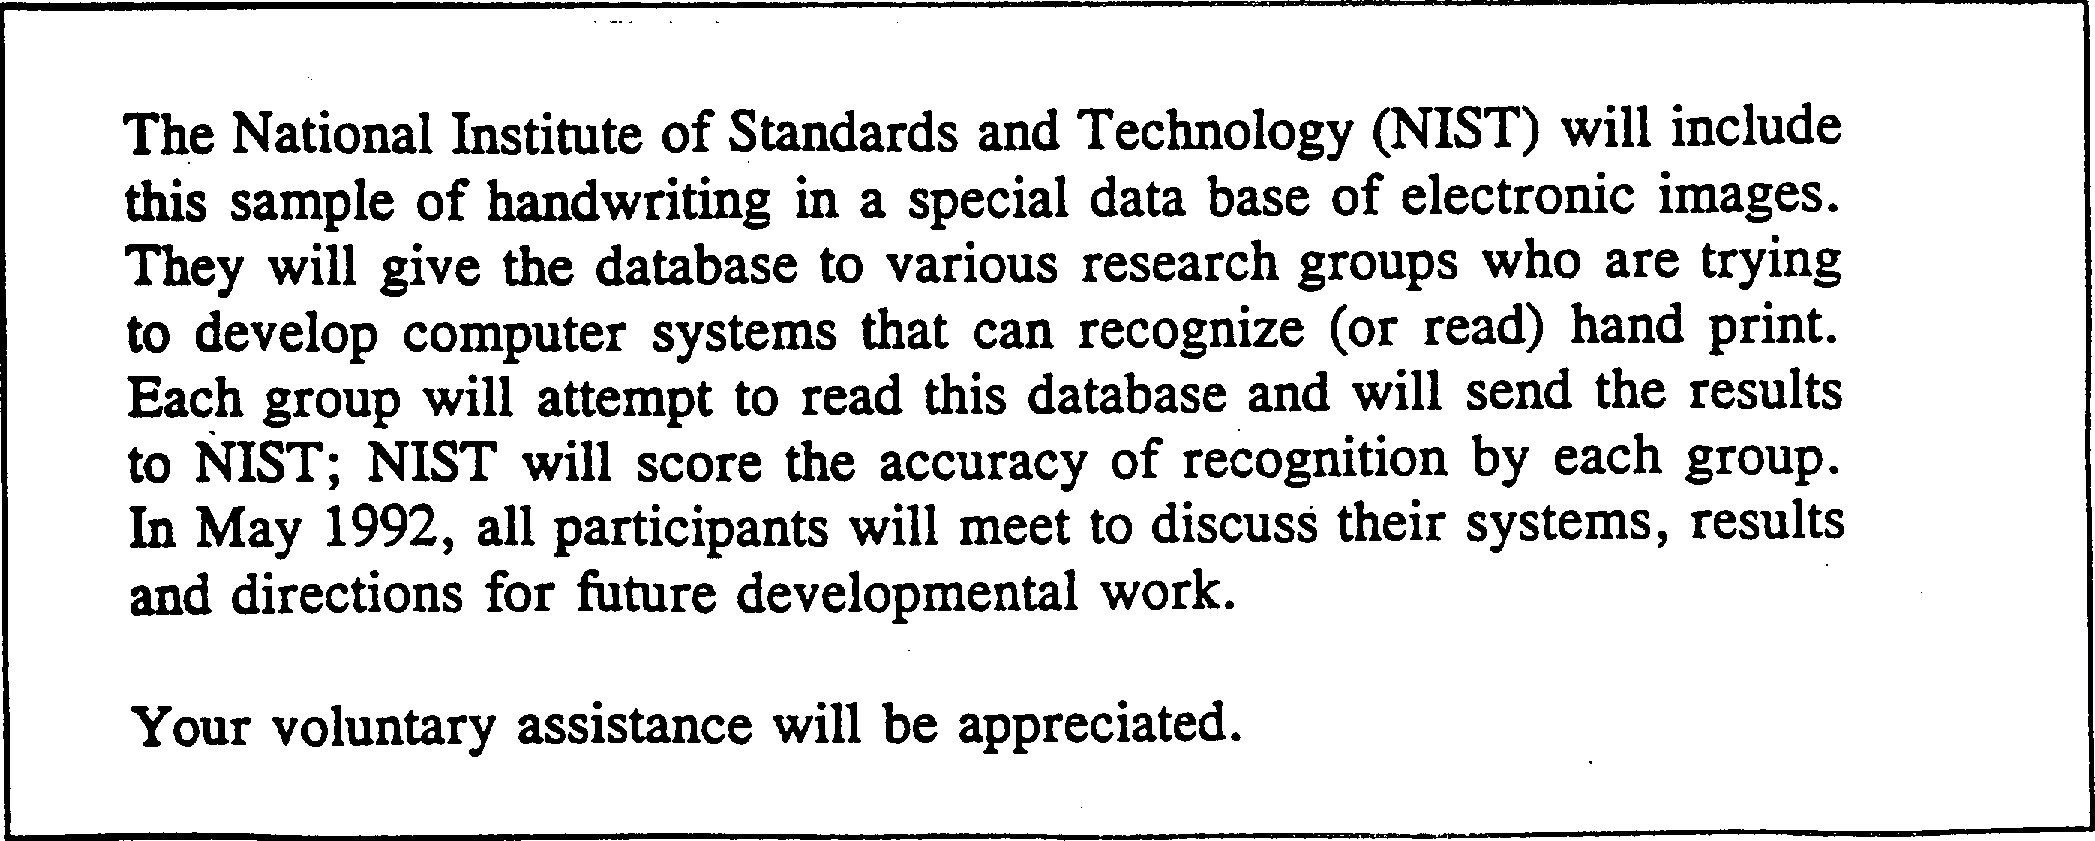 The National Institute of Standards and Technology (NIST) will include
this sample of handwriting in a special data base of electronic images.
They will give the database to various research groups who are trying
to develop computer systems that can recognize (or read) hand print.
Each group will attempt to read this database and will send the results
to NIST; NIST will score the accuracy of recognition by each group.
In May 1992, all participants will meet to discuss their systems, results
and directions for future developmental work.
Your voluntary assistance will be appreciated.